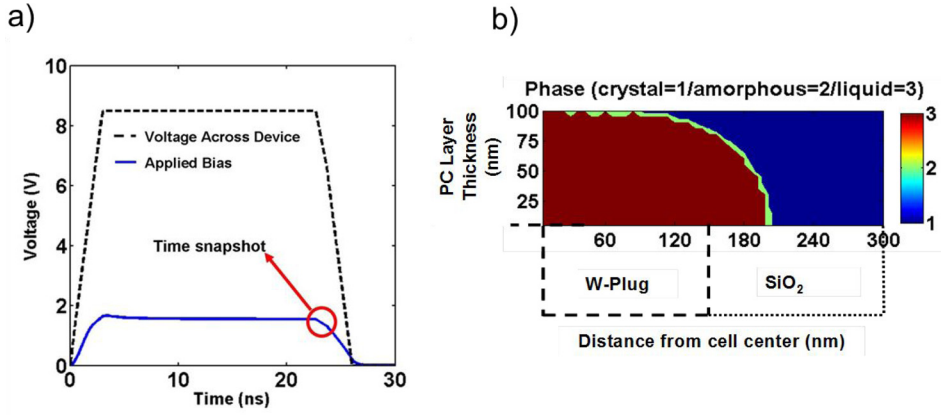 a)
10
8
6
4
2
0
Voltage (V)
Voltage Across Device
Applied Bias
Time snapshot
0
10
20
30
Time (ns)
b)
Phase (crystal=1/amorphous=2/liquid=3)
PC Layer
Thickness
(nm)
100
75
50
25
3
2
1
60
120
180
240
300
W-Plug
SiO₂
Distance from cell center (nm)